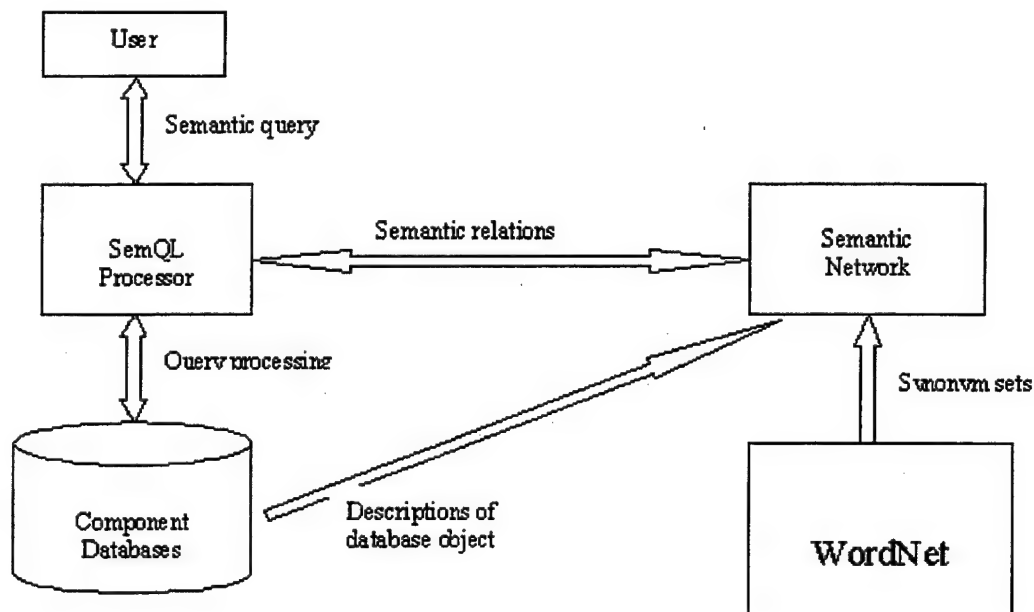 User
Semantic query
SemQL
Processor
Semantic relations
Semantic
Network
Query processing
Synonym sets
Component
Databases
Descriptions of
database object
WordNet